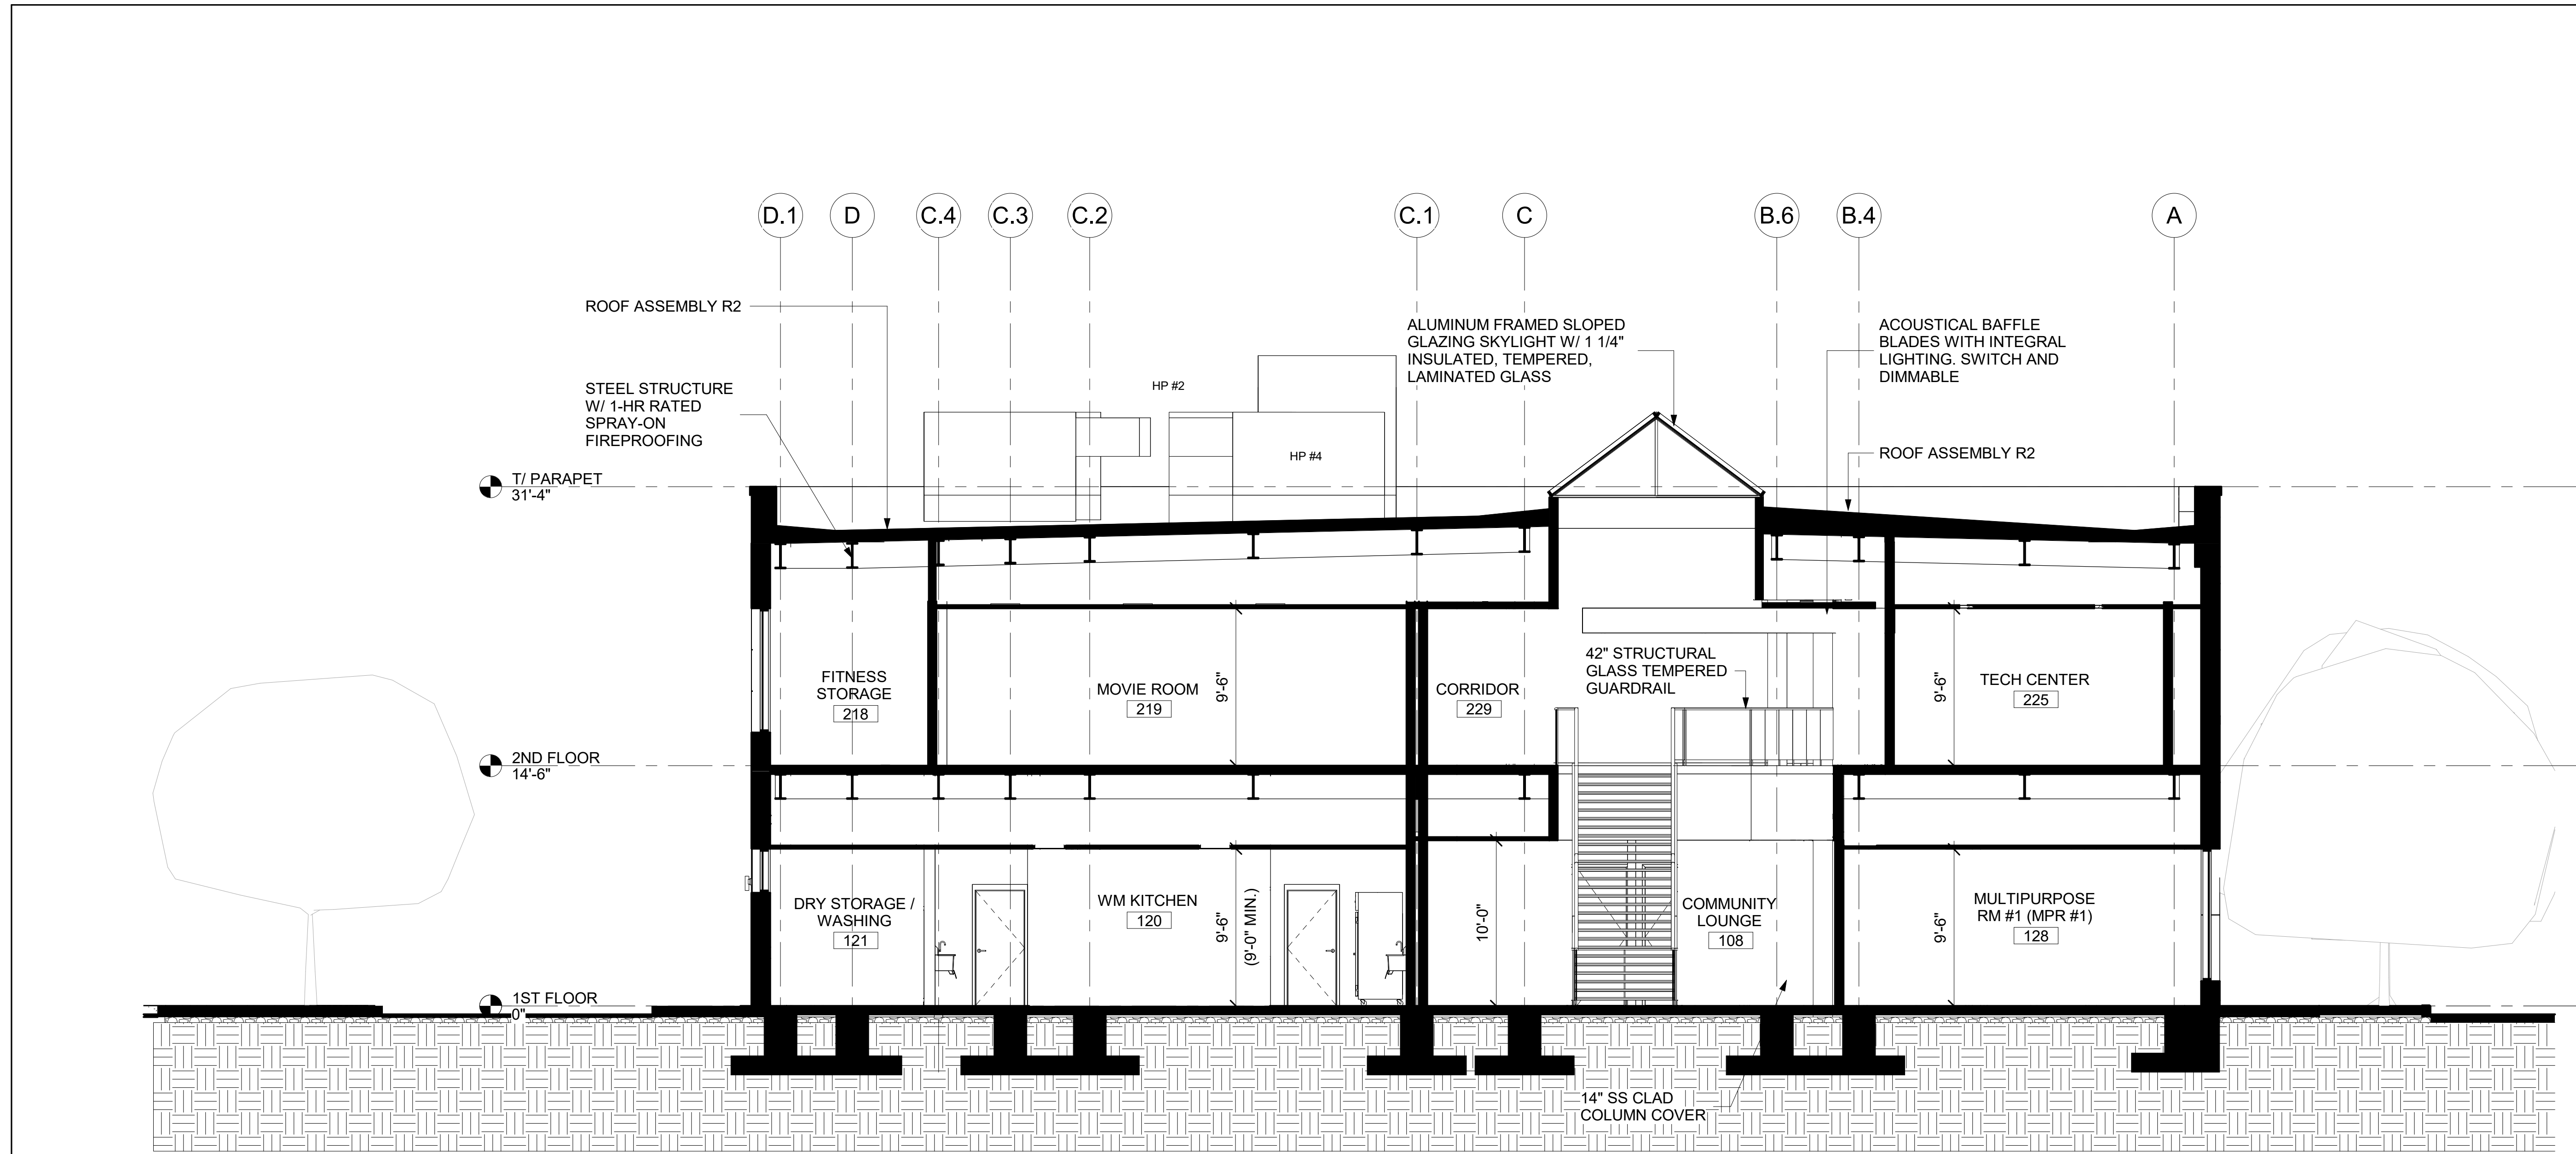 D.1
D
C.4
C.3
C.2
C.1
C
B.6
B.4
A
ROOF ASSEMBLY R2
STEEL STRUCTURE
W/ 1-HR RATED
SPRAY-ON
FIREPROOFING
HP #2
HP #4
ALUMINUM FRAMED SLOPED
GLAZING SKYLIGHT W/ 1 1/4"
INSULATED, TEMPERED,
LAMINATED GLASS
ACOUSTICAL BAFFLE
BLADES WITH INTEGRAL
LIGHTING. SWITCH AND
DIMMABLE
ROOF ASSEMBLY R2
T/ PARAPET
31'-4"
FITNESS
STORAGE
218
MOVIE ROOM
219
9'-6"
CORRIDOR
229
42" STRUCTURAL
GLASS TEMPERED
GUARDRAIL
9'-6"
TECH CENTER
225
2ND FLOOR
14'-6"
DRY STORAGE /
WASHING
121
WM KITCHEN
120
9'-6"
(9'-0" MIN.)
10'-0"
COMMUNITY
LOUNGE
108
9'-6"
MULTIPURPOSE
RM #1 (MPR #1)
128
1ST FLOOR
0"
14" SS CLAD
COLUMN COVER